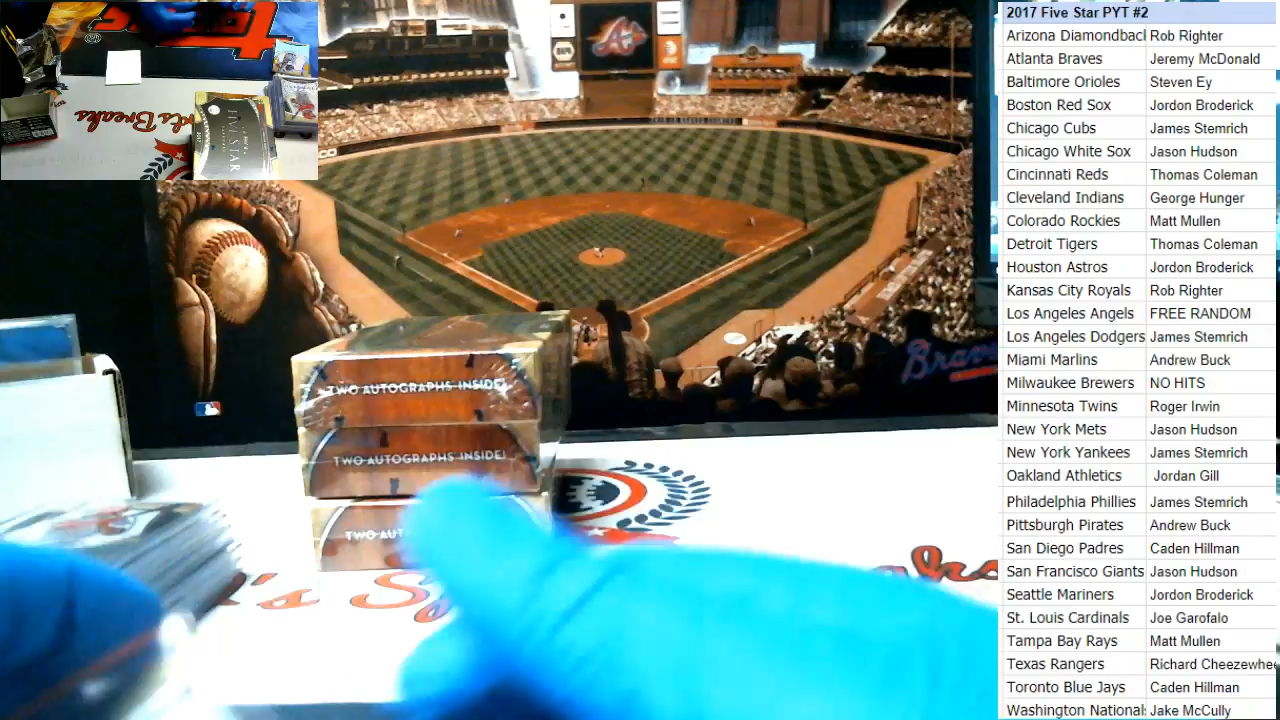 2017 Five Star PYT #2
Arizona Diamondbacl Rob Righter
Atlanta Braves Jeremy McDonald
Baltimore Orioles Steven Ey
Boston Red Sox Jordon Broderick
Chicago Cubs James Stemrich
Chicago White Sox Jason Hudson
Cincinnati Reds Thomas Coleman
Cleveland Indians George Hunger
Colorado Rockies Matt Mullen
Detroit Tigers Thomas Coleman
Houston Astros Jordon Broderick
Kansas City Royals Rob Righter
Los Angeles Angels FREE RANDOM
Los Angeles Dodgers James Stemrich
Miami Marlins Andrew Buck
Milwaukee Brewers NO HITS
Minnesota Twins Roger Irwin
New York Mets Jason Hudson
New York Yankees James Stemrich
Oakland Athletics Jordan Gill
Philadelphia Phillies James Stemrich
Pittsburgh Pirates Andrew Buck
San Diego Padres Caden Hillman
San Francisco Giants Jason Hudson
Seattle Mariners Jordon Broderick
St. Louis Cardinals Joe Garofalo
Tampa Bay Rays Matt Mullen
Texas Rangers Richard Cheezewhe
Toronto Blue Jays Caden Hillman
Washington National Jake McCully
FIVE STAR
Breaks
Braves
TWO AUTOGRAPHS INSIDE!
TWO AUTOGRAPHS INSIDE!
TWO AUT
's S